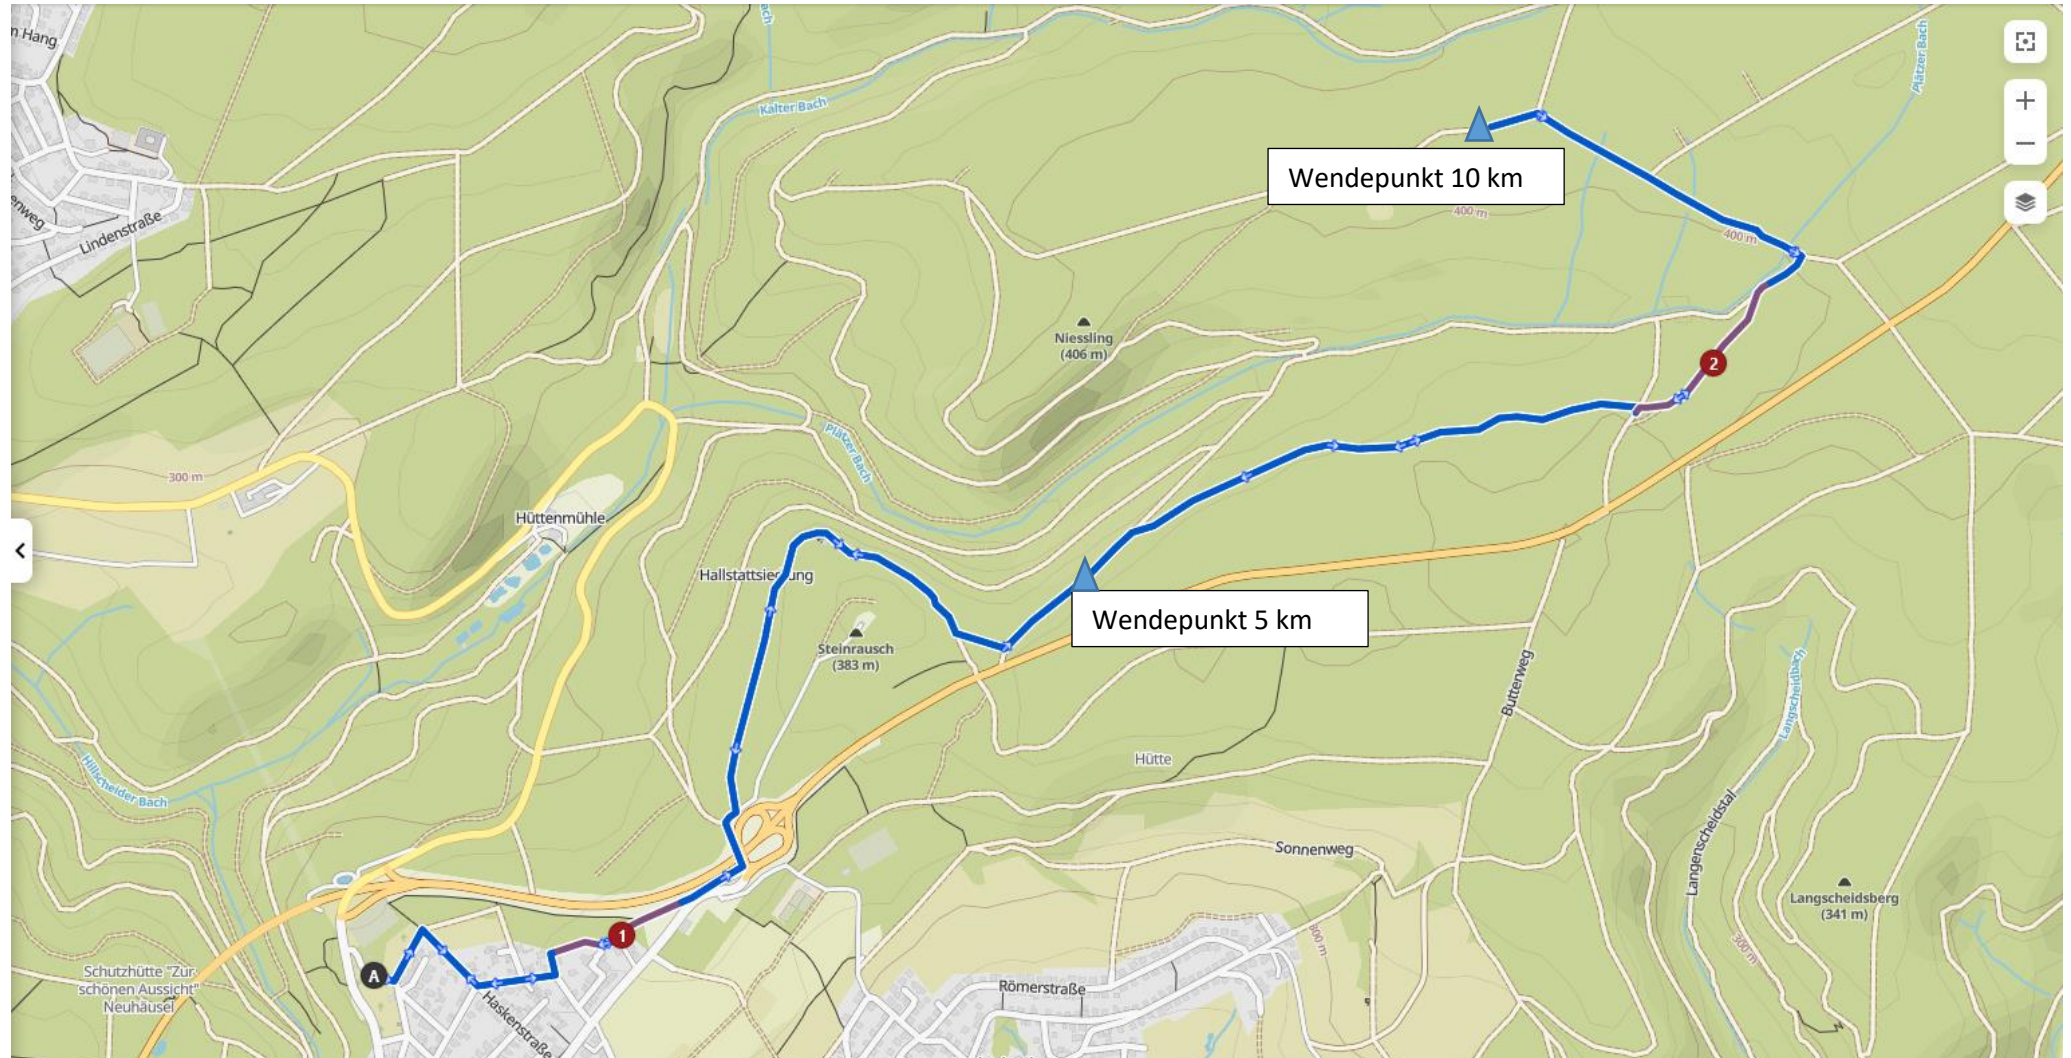 n Hang
ach
Plätzer Bach
Kalter Bach
Wendepunkt 10 km
400 m
enweg
Lindenstraße
400 m
Niessling
(406 m)
2
Plätzer Bach
300 m
Hüttenmühle
Hallstattsiedlung
Wendepunkt 5 km
Steinrausch
(383 m)
Butterweg
Langscheidbach
Hütte
Hillscheider Bach
Langenscheidstal
Sonnenweg
Langscheidsberg
(341 m)
1
300 m
300 m
A
Schutzhütte "Zur
schönen Aussicht"
Neuhäusel
Haskenstraße
Römerstraße